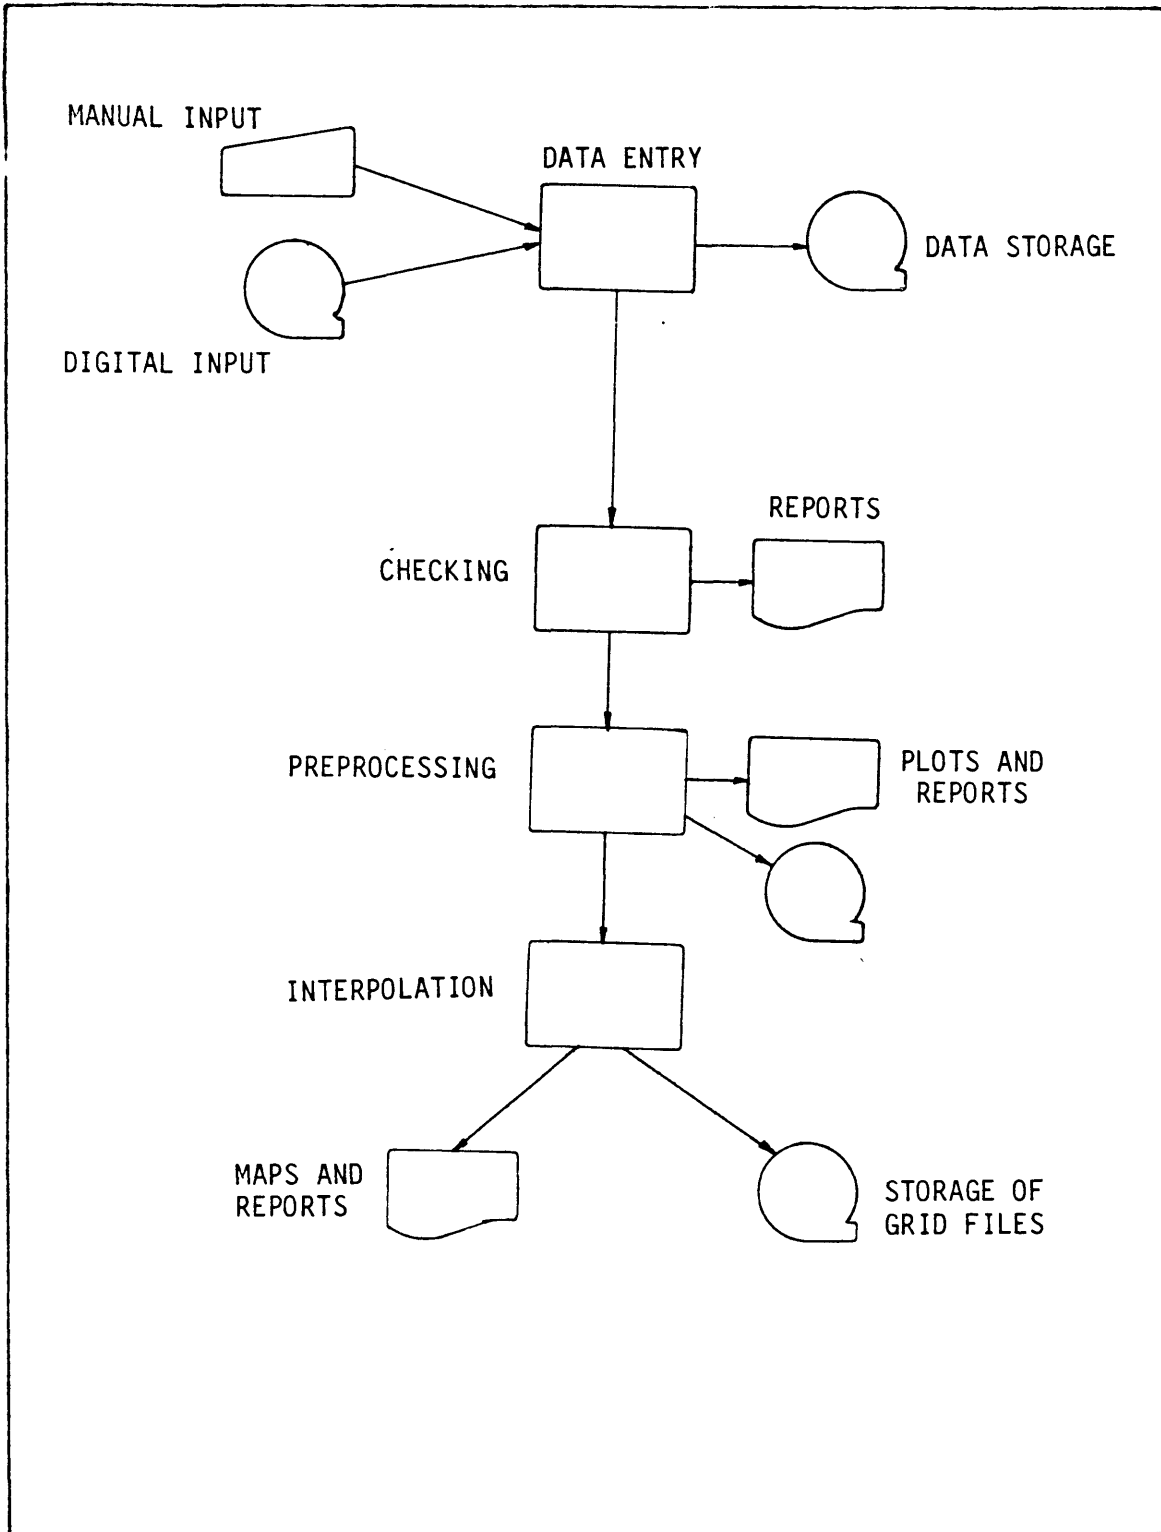 MANUAL INPUT
DATA ENTRY
DATA STORAGE
DIGITAL INPUT
REPORTS
CHECKING
PREPROCESSING
PLOTS AND
REPORTS
INTERPOLATION
MAPS AND
REPORTS
STORAGE OF
GRID FILES